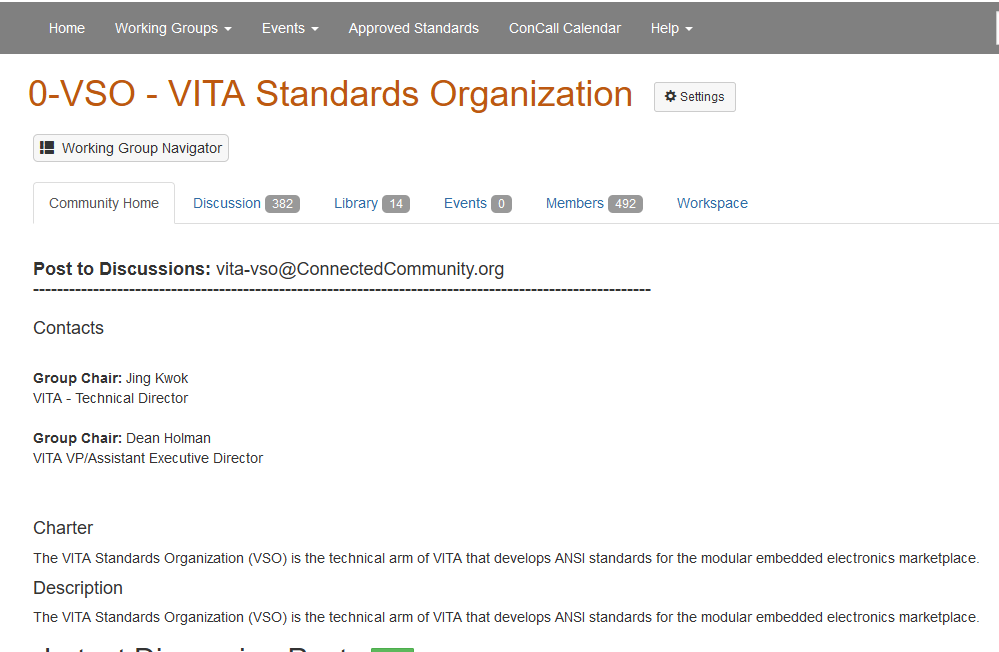 Home Working Groups Events Approved Standards ConCall Calendar Help
0-VSO - VITA Standards Organization Settings
Working Group Navigator
Community Home Discussion 382 Library 14 Events 0 Members 492 Workspace
Post to Discussions: vita-vso@ConnectedCommunity.org
-------------------------------------------------------------------------------------------------------
Contacts
Group Chair: Jing Kwok
VITA - Technical Director
Group Chair: Dean Holman
VITA VP/Assistant Executive Director
Charter
The VITA Standards Organization (VSO) is the technical arm of VITA that develops ANSI standards for the modular embedded electronics marketplace.
Description
The VITA Standards Organization (VSO) is the technical arm of VITA that develops ANSI standards for the modular embedded electronics marketplace.